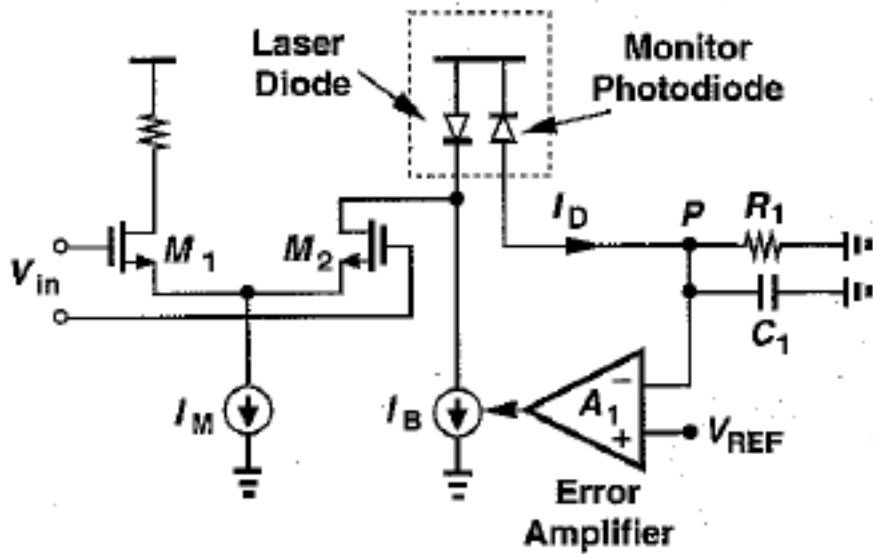 Laser
Diode
Monitor
Photodiode
I_D
P
R_1
M_1
M_2
V_in
C_1
I_M
I_B
A_1
−
+
V_REF
Error
Amplifier